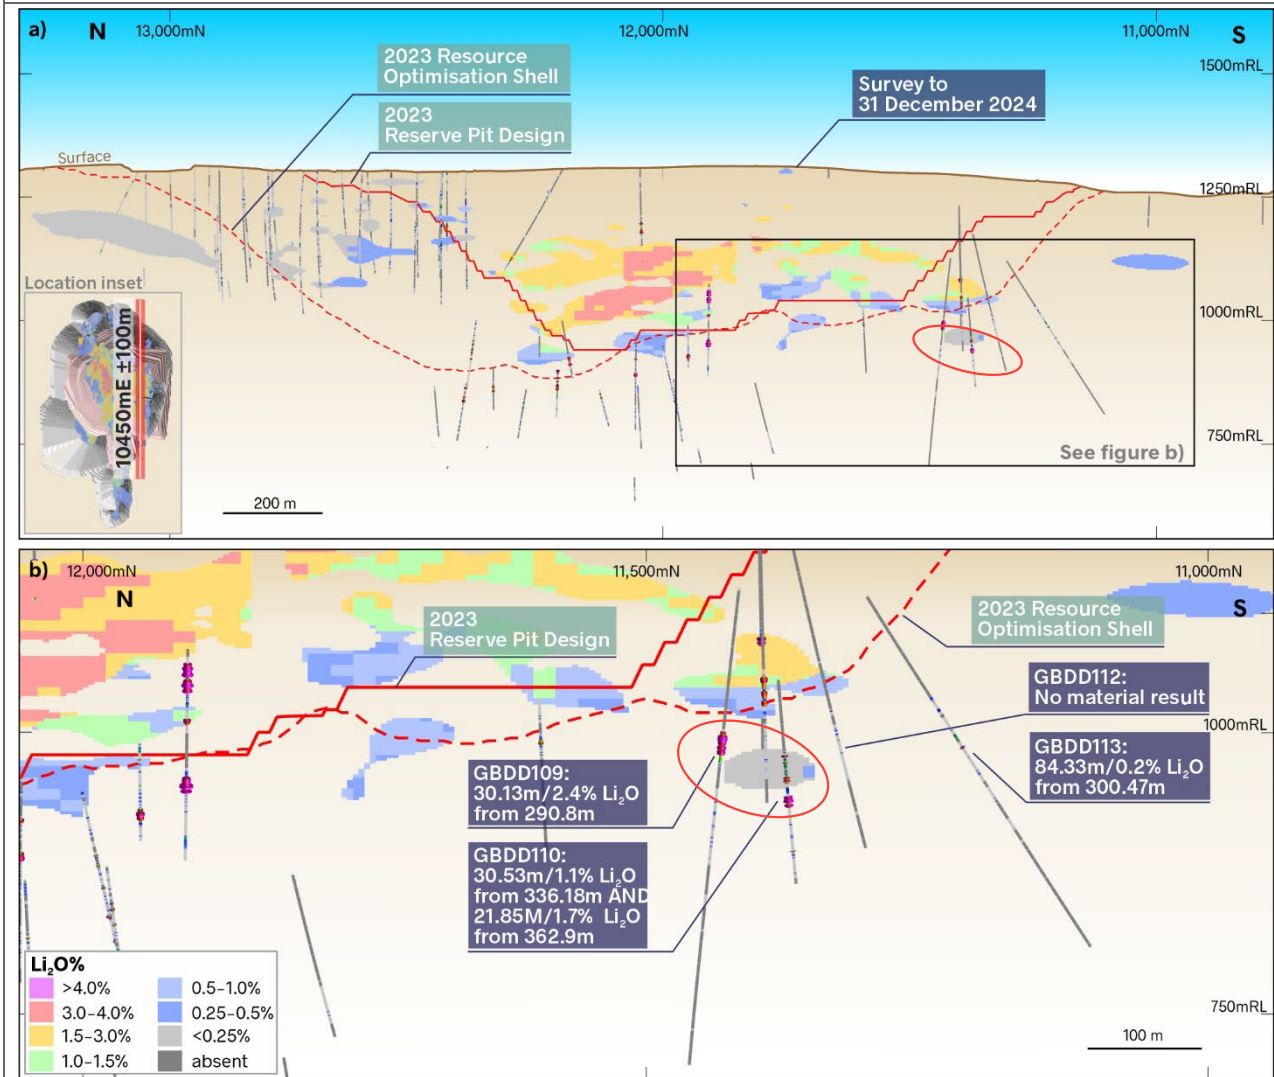 a)
N
13,000mN
12,000mN
11,000mN
S
1500mRL
2023 Resource
Optimisation Shell
2023
Reserve Pit Design
Survey to
31 December 2024
Surface
1250mRL
Location inset
10450mE ±100m
1000mRL
750mRL
See figure b)
200 m
b)
12,000mN
N
11,500mN
11,000mN
S
2023
Reserve Pit Design
2023 Resource
Optimisation Shell
GBDD112:
No material result
1000mRL
GBDD113:
84.33m/0.2% Li₂O
from 300.47m
GBDD109:
30.13m/2.4% Li₂O
from 290.8m
GBDD110:
30.53m/1.1% Li₂O
from 336.18m AND
21.85M/1.7% Li₂O
from 362.9m
Li₂O%
>4.0%
3.0–4.0%
1.5–3.0%
1.0–1.5%
0.5–1.0%
0.25–0.5%
<0.25%
absent
750mRL
100 m